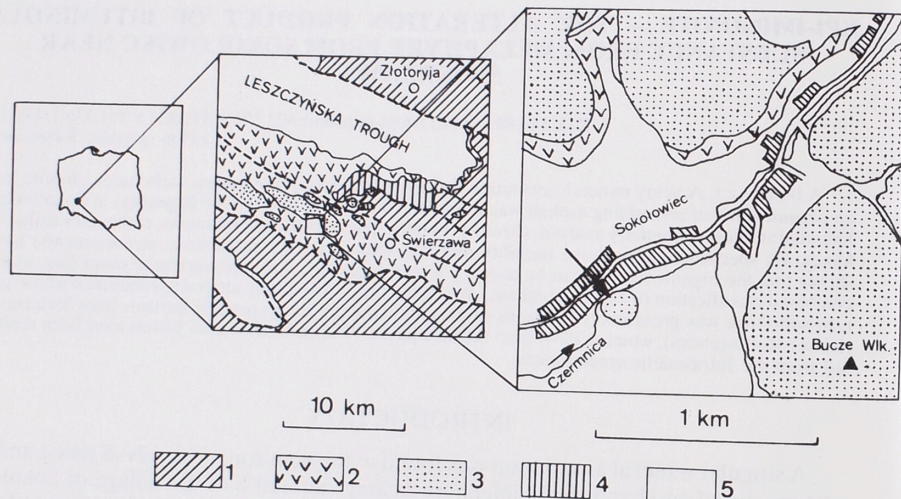 Złotoryja
LESZCZYŃSKA TROUGH
Świerzawa
Sokołowiec
Czermnica
Bucze Wlk.
10 km
1 km
1
2
3
4
5